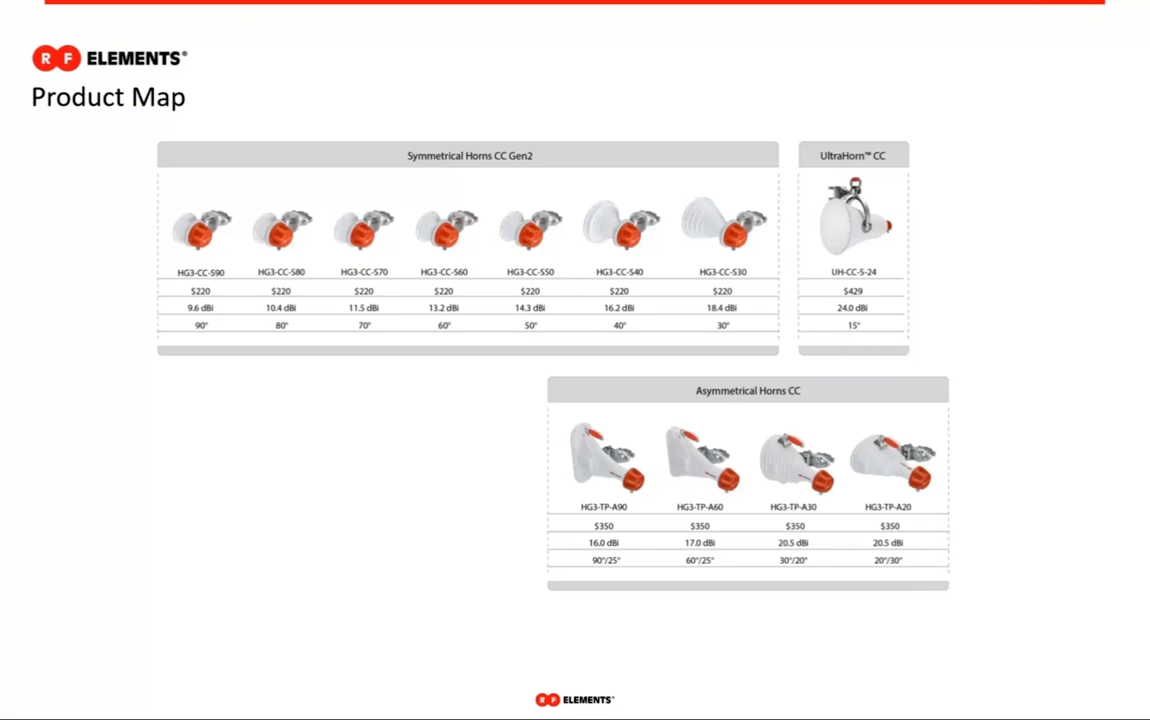 R F ELEMENTS®
Product Map
Symmetrical Horns CC Gen2
HG3-CC-S90 HG3-CC-S80 HG3-CC-S70 HG3-CC-S60 HG3-CC-S50 HG3-CC-S40 HG3-CC-S30
$220 $220 $220 $220 $220 $220 $220
9.6 dBi 10.4 dBi 11.5 dBi 13.2 dBi 14.3 dBi 16.2 dBi 18.4 dBi
90° 80° 70° 60° 50° 40° 30°
UltraHorn™ CC
UH-CC-5-24
$429
24.0 dBi
15°
Asymmetrical Horns CC
HG3-TP-A90 HG3-TP-A60 HG3-TP-A30 HG3-TP-A20
$350 $350 $350 $350
16.0 dBi 17.0 dBi 20.5 dBi 20.5 dBi
90°/25° 60°/25° 30°/20° 20°/30°
R F ELEMENTS®